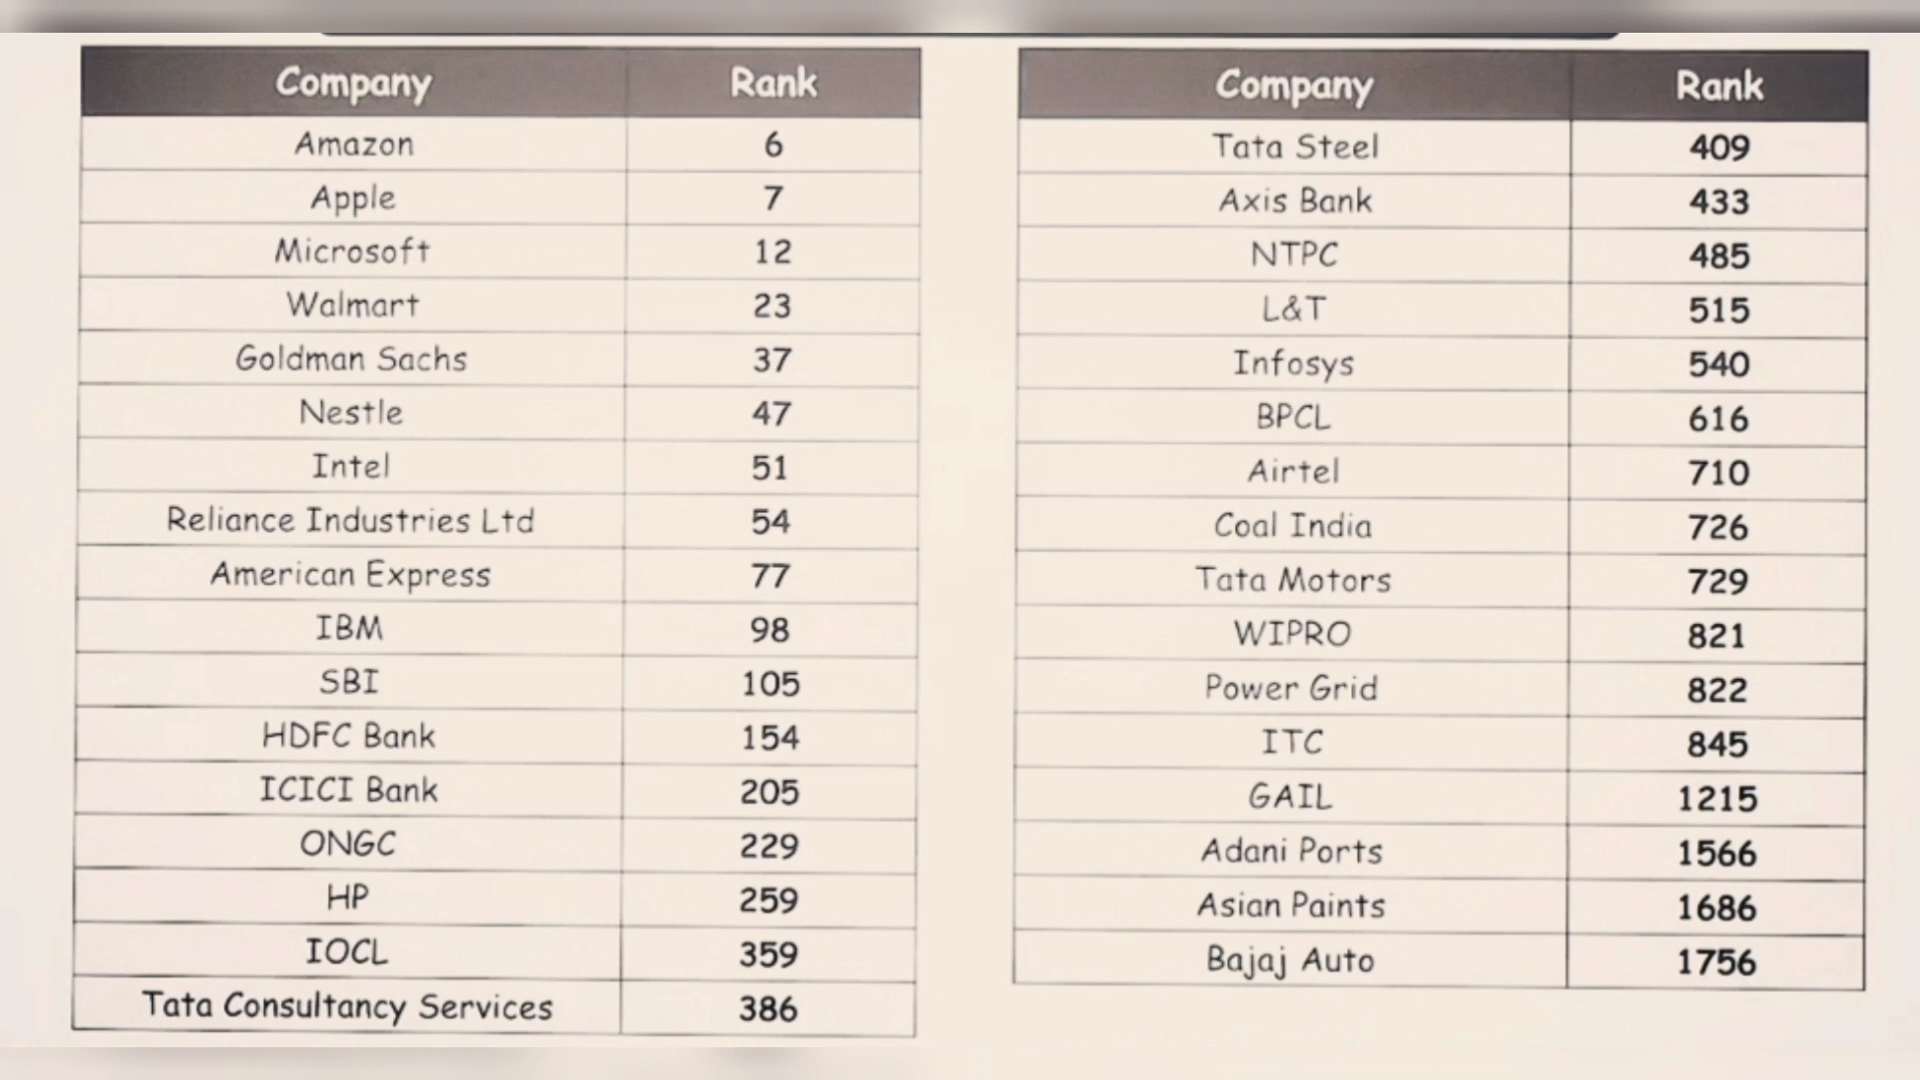 Company Rank
Amazon 6
Apple 7
Microsoft 12
Walmart 23
Goldman Sachs 37
Nestle 47
Intel 51
Reliance Industries Ltd 54
American Express 77
IBM 98
SBI 105
HDFC Bank 154
ICICI Bank 205
ONGC 229
HP 259
IOCL 359
Tata Consultancy Services 386
Company Rank
Tata Steel 409
Axis Bank 433
NTPC 485
L&T 515
Infosys 540
BPCL 616
Airtel 710
Coal India 726
Tata Motors 729
WIPRO 821
Power Grid 822
ITC 845
GAIL 1215
Adani Ports 1566
Asian Paints 1686
Bajaj Auto 1756